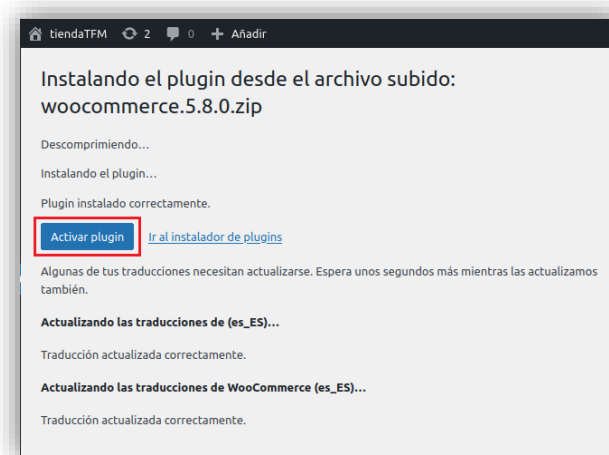 tiendaTFM 2 0 + Añadir
Instalando el plugin desde el archivo subido:
woocommerce.5.8.0.zip
Descomprimiendo…
Instalando el plugin…
Plugin instalado correctamente.
Activar plugin Ir al instalador de plugins
Algunas de tus traducciones necesitan actualizarse. Espera unos segundos más mientras las actualizamos
también.
Actualizando las traducciones de (es_ES)…
Traducción actualizada correctamente.
Actualizando las traducciones de WooCommerce (es_ES)…
Traducción actualizada correctamente.